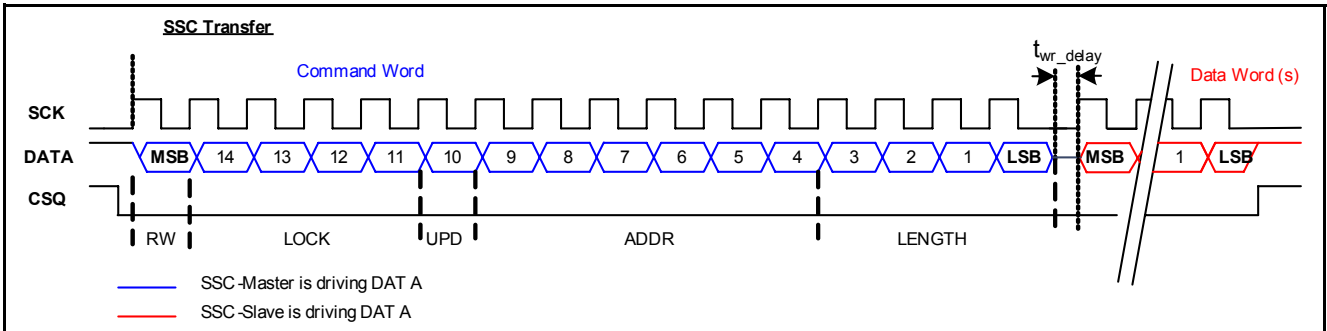 SSC Transfer
t wr_delay
Command Word
Data Word (s)
SCK
DATA MSB 14 13 12 11 10 9 8 7 6 5 4 3 2 1 LSB MSB 1 LSB
CSQ
RW LOCK UPD ADDR LENGTH
SSC-Master is driving DAT A
SSC-Slave is driving DAT A